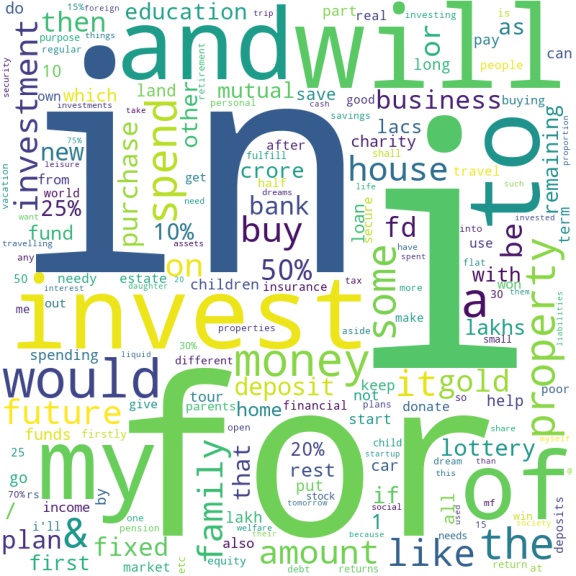 do
15%
foreign
trip
real
investing
is
education
part
as
then
purpose
things
regular
and
will
or
long
pay
people
can
10
security
investment
own
which
land
mutual
save
good
business
buying
investments
retirement
personal
cash
savings
shall
take
new
75%
leisure
spend
other
charity
lacs
to
remaining
proportion
from
world
in
after
fulfill
house
travel
such
25%
purchase
10%
get
crore
half
dreams
life
want
fund
need
bank
loan
secure
fd
into
invested
term
vacation
travelling
any
needy
estate
assets
on
buy
50%
have
spent
use
be
flat
interest
50
out
daughter
20
children
insurance
tax
some
more
with
won
them
me
invest
i
a
30
properties
aside
make
lakhs
small
property
liabilities
spending
liquid
30%
different
money
would
deposit
it
gold
future
give
tour
parents
home
financial
keep
not
plans
donate
so
help
poor
funds
firstly
my
for
start
share
myself
open
20%
child
startup
lottery
of
25
go
family
that
rest
car
dream
than
this
70%
rs
put
stock
if
all
mf
/
income
by
i'll
one
pension
lakh
tomorrow
1
social
used
win
society
15
deposits
plan
&
fixed
also
welfare
their
amount
because
needs
like
the
first
market
etc
equity
debt
returns
return
at